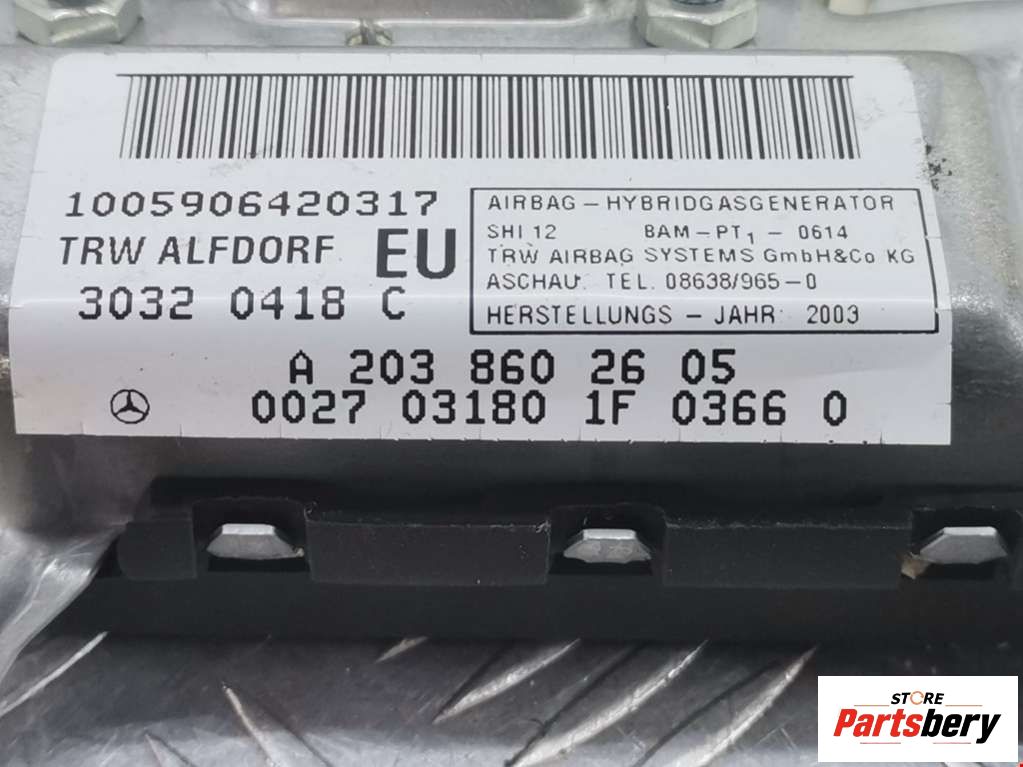 1005906420317
TRW ALFDORF EU
3032 0418 C
AIRBAG – HYBRIDGASGENERATOR
SHI 12 BAM–PT1 – 0614
TRW AIRBAG SYSTEMS GmbH&Co KG
ASCHAU. TEL. 08638/965–0
HERSTELLUNGS – JAHR: 2003
A 203 860 26 05
0027 03180 1F 0366 0
STORE
Partsbery